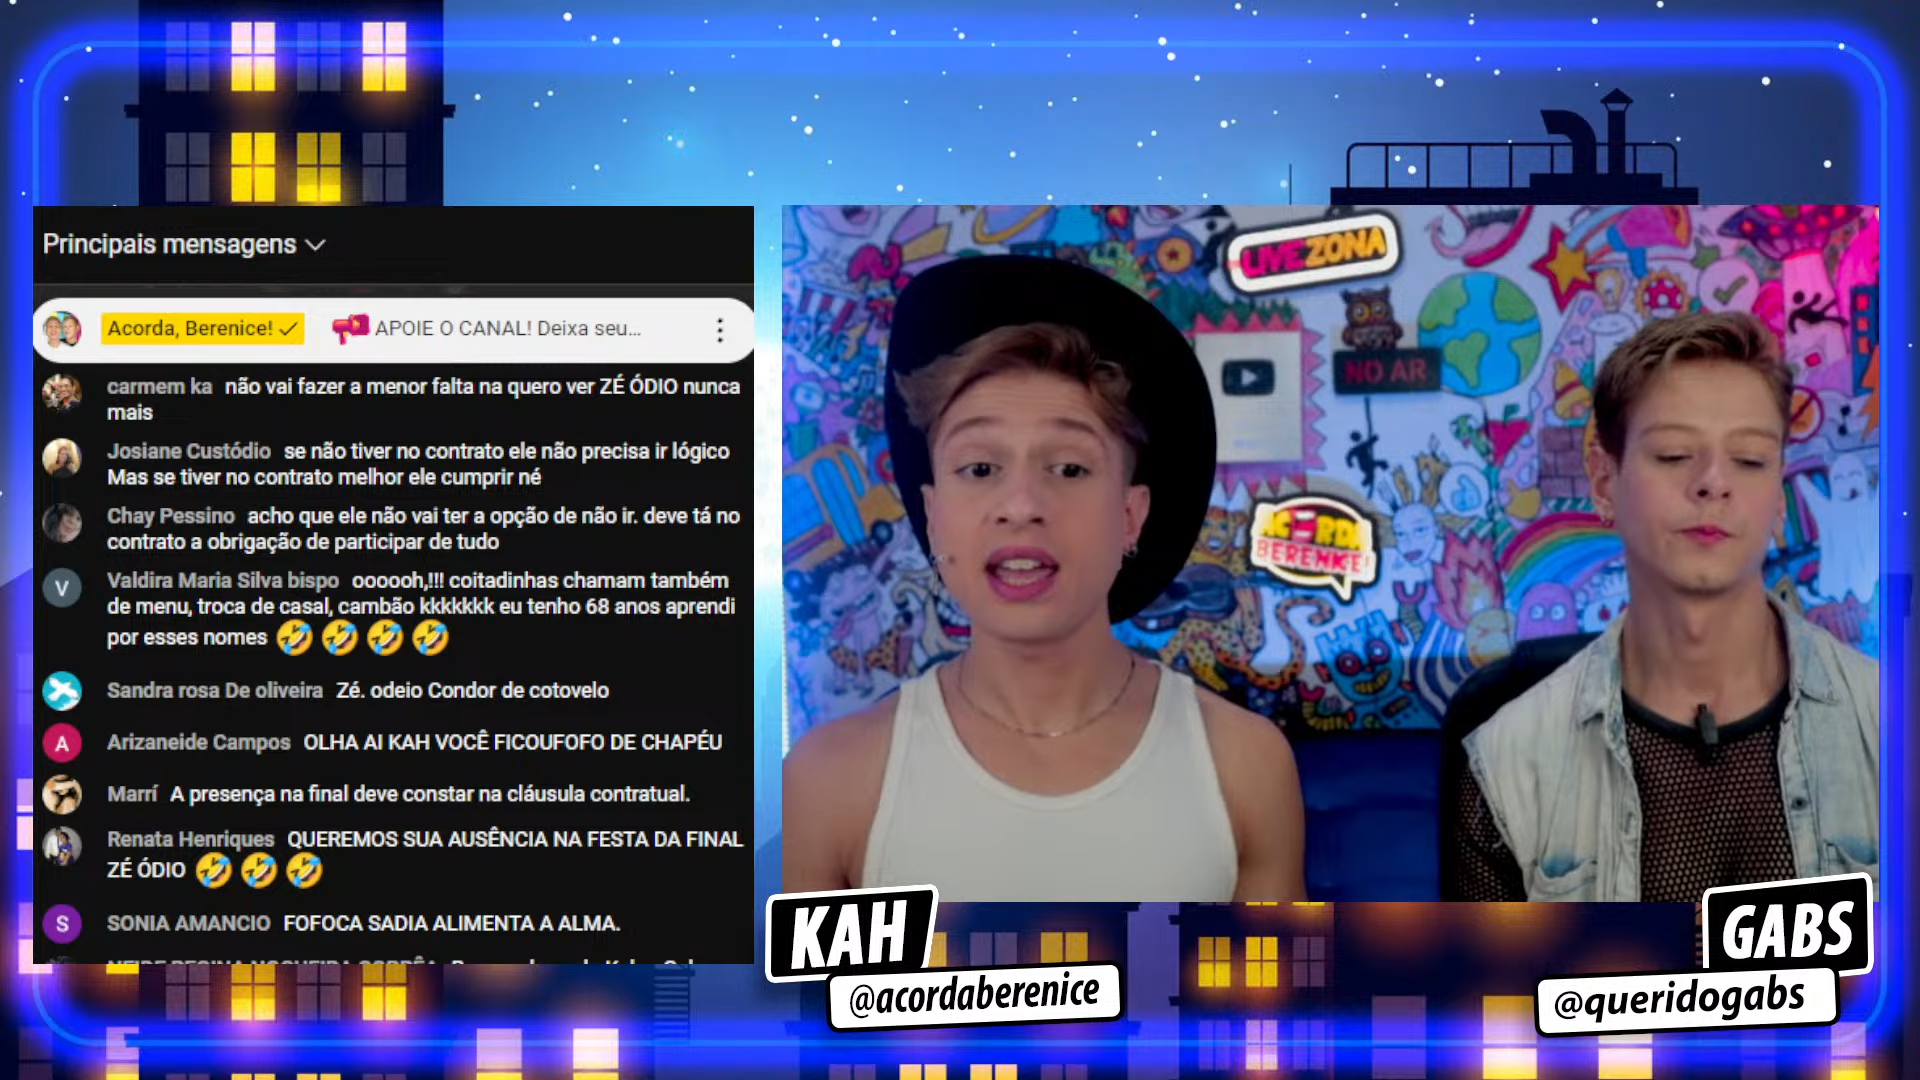 Principais mensagens
Acorda, Berenice! APOIE O CANAL! Deixa seu...
carmem ka não vai fazer a menor falta na quero ver ZÉ ÓDIO nunca
mais
Josiane Custódio se não tiver no contrato ele não precisa ir lógico
Mas se tiver no contrato melhor ele cumprir né
Chay Pessino acho que ele não vai ter a opção de não ir. deve tá no
contrato a obrigação de participar de tudo
V
Valdira Maria Silva bispo oooooh,!!! coitadinhas chamam também
de menu, troca de casal, cambão kkkkkkk eu tenho 68 anos aprendi
por esses nomes 🤣 🤣 🤣 🤣
Sandra rosa De oliveira Zé. odeio Condor de cotovelo
A
Arizaneide Campos OLHA AI KAH VOCÊ FICOUFOFO DE CHAPÉU
Marrí A presença na final deve constar na cláusula contratual.
Renata Henriques QUEREMOS SUA AUSÊNCIA NA FESTA DA FINAL
ZÉ ÓDIO 🤣 🤣 🤣
S
SONIA AMANCIO FOFOCA SADIA ALIMENTA A ALMA.
LIVEZONA
NO AR
ACORDA
BERENICE!
KAH
@acordaberenice
GABS
@queridogabs